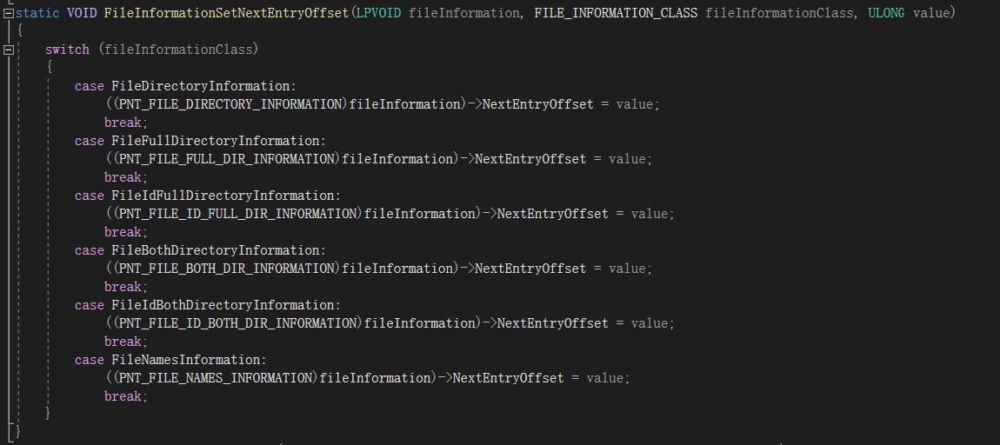 static VOID FileInformationSetNextEntryOffset(LPVOID fileInformation, FILE_INFORMATION_CLASS fileInformationClass, ULONG value)
{
    switch (fileInformationClass)
    {
        case FileDirectoryInformation:
            ((PNT_FILE_DIRECTORY_INFORMATION)fileInformation)->NextEntryOffset = value;
            break;
        case FileFullDirectoryInformation:
            ((PNT_FILE_FULL_DIR_INFORMATION)fileInformation)->NextEntryOffset = value;
            break;
        case FileIdFullDirectoryInformation:
            ((PNT_FILE_ID_FULL_DIR_INFORMATION)fileInformation)->NextEntryOffset = value;
            break;
        case FileBothDirectoryInformation:
            ((PNT_FILE_BOTH_DIR_INFORMATION)fileInformation)->NextEntryOffset = value;
            break;
        case FileIdBothDirectoryInformation:
            ((PNT_FILE_ID_BOTH_DIR_INFORMATION)fileInformation)->NextEntryOffset = value;
            break;
        case FileNamesInformation:
            ((PNT_FILE_NAMES_INFORMATION)fileInformation)->NextEntryOffset = value;
            break;
    }
}